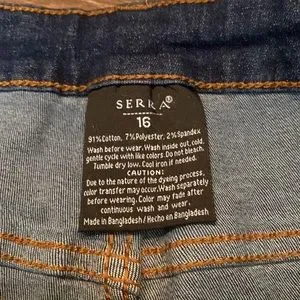 SERRA®
16
91%Cotton, 7%Polyester, 2%Spandex
Wash before wear. Wash inside out, cold,
gentle cycle with like colors. Do not bleach.
Tumble dry low. Cool iron if needed.
CAUTION:
Due to the nature of the dyeing process,
color transfer may occur. Wash separately
before wearing. Color may fade after
continuous wash and wear.
Made in Bangladesh / Hecho en Bangladesh